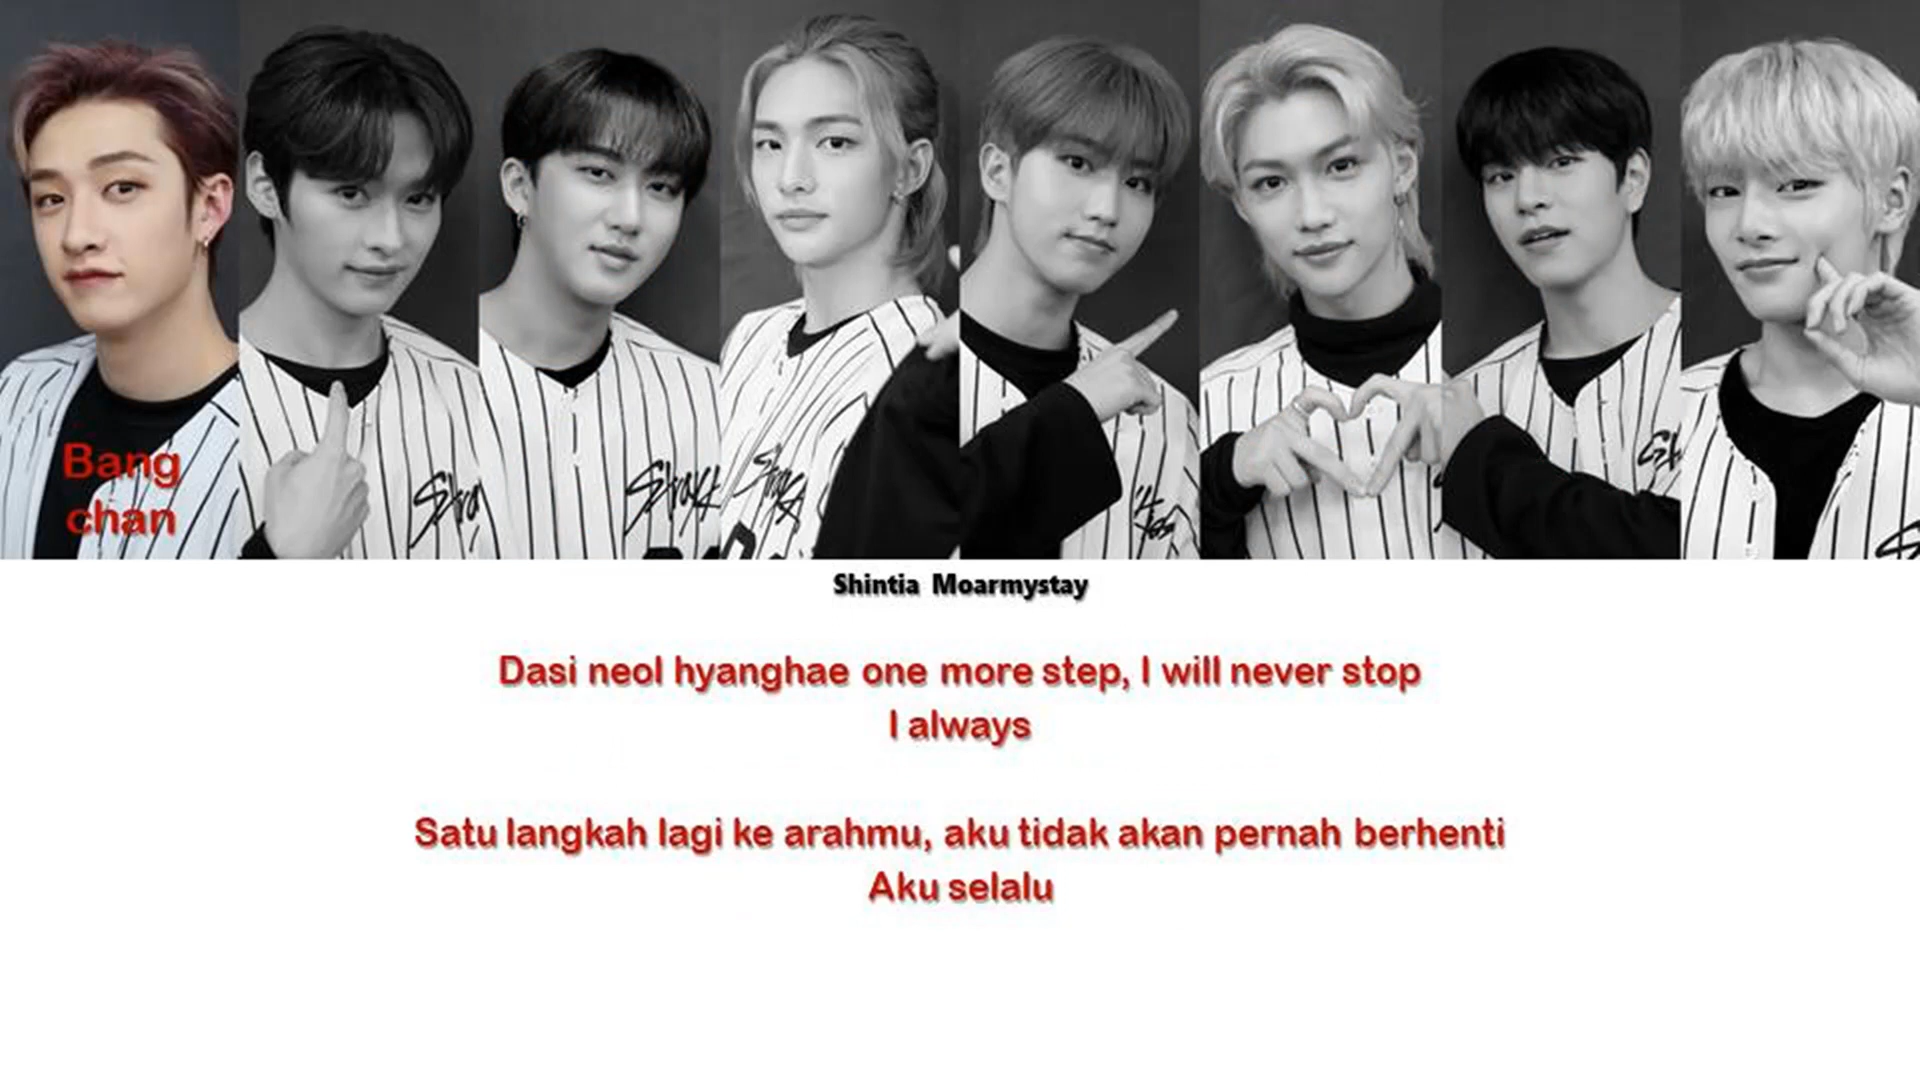 Bang
chan
Shintia Moarmystay
Dasi neol hyanghae one more step, I will never stop
I always
Satu langkah lagi ke arahmu, aku tidak akan pernah berhenti
Aku selalu